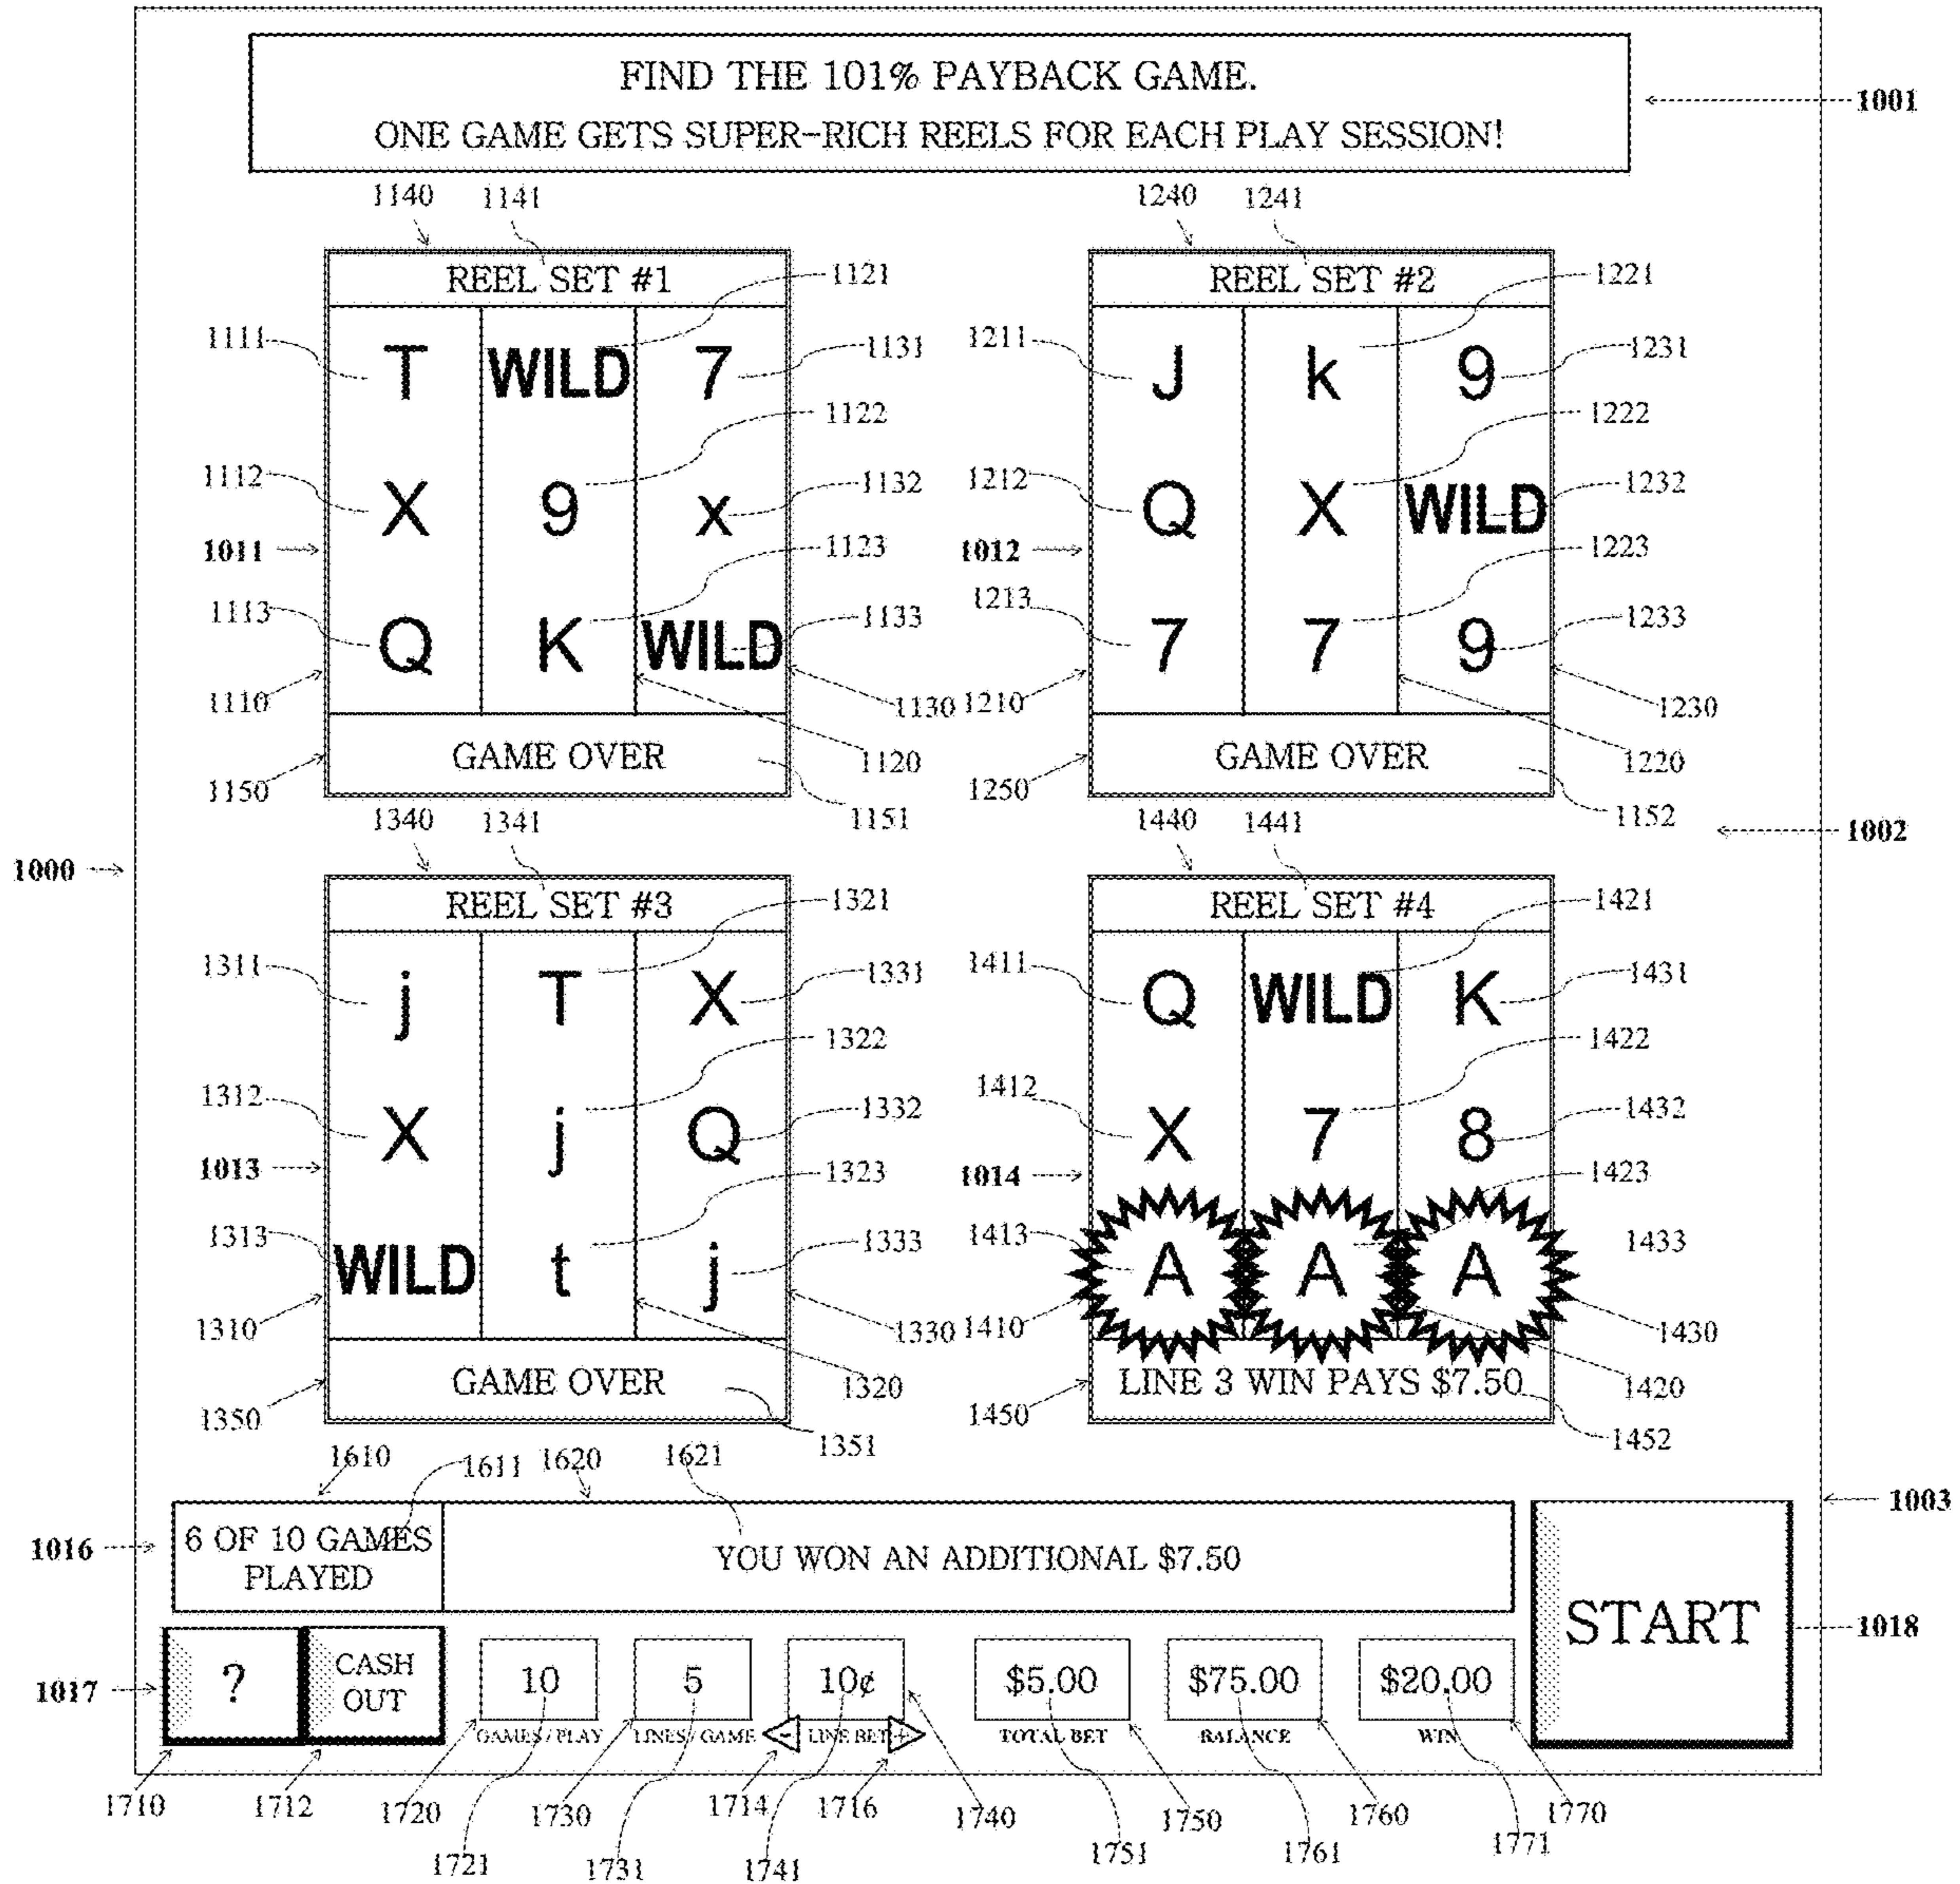 FIND THE 101% PAYBACK GAME.
1001
ONE GAME GETS SUPER-RICH REELS FOR EACH PLAY SESSION!
1140 1141 1240 1241
REEL SET #1 1121 REEL SET #2 1221
1111 T WILD 7 1131 1211 J k 9 1231
1122 1222
1112 X 9 x 1132 1212 Q X WILD 1232
1011 1123 1012 1223
1113 Q K WILD 1133 1213 7 7 9 1233
1110 1130 1210 1230
1150 GAME OVER 1120 1250 GAME OVER 1220
1340 1341 1151 1440 1441 1152
1000 1002
REEL SET #3 1321 REEL SET #4 1421
1311 j T X 1331 1411 Q WILD K 1431
1322 1422
1312 X j Q 1332 1412 X 7 8 1432
1013 1323 1014 1423
1313 WILD t j 1333 1413 A A A 1433
1310 1330 1410 1430
1350 GAME OVER 1320 1450 LINE 3 WIN PAYS $7.50 1420
1351 1452
1610 1611 1620 1621
1003
1016 6 OF 10 GAMES
PLAYED
YOU WON AN ADDITIONAL $7.50
START 1018
1017 ? CASH
OUT
10 5 10¢ $5.00 $75.00 $20.00
GAMES / PLAY LINES / GAME - LINE BET + TOTAL BET BALANCE WIN
1710 1712 1720 1730 1714 1716 1740 1750 1760 1770
1721 1731 1741 1751 1761 1771